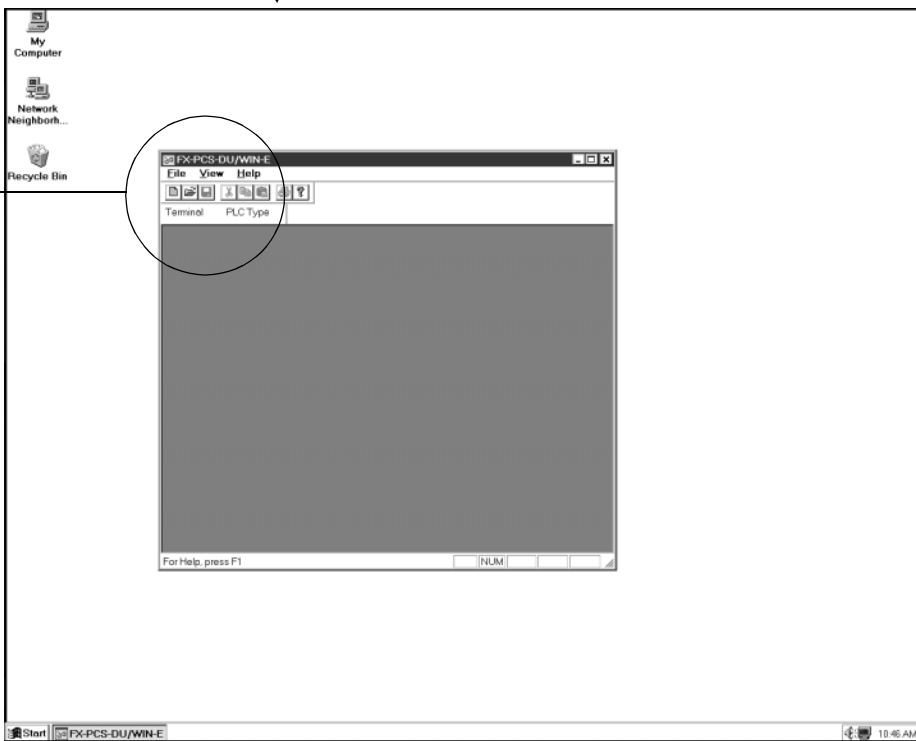 My
Computer
Network
Neighborh...
Recycle Bin
FX-PCS-DU/WIN-E
File View Help
Terminal PLC Type
For Help, press F1
NUM
Start FX-PCS-DU/WIN-E 10:46 AM